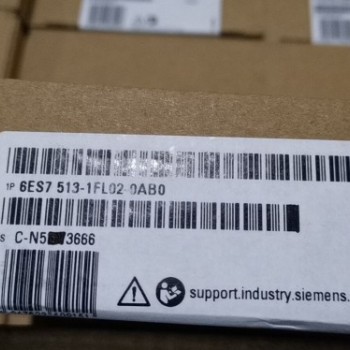 1P 6ES7 513-1FL02-0AB0
S C-N5 3666
support.industry.siemens.